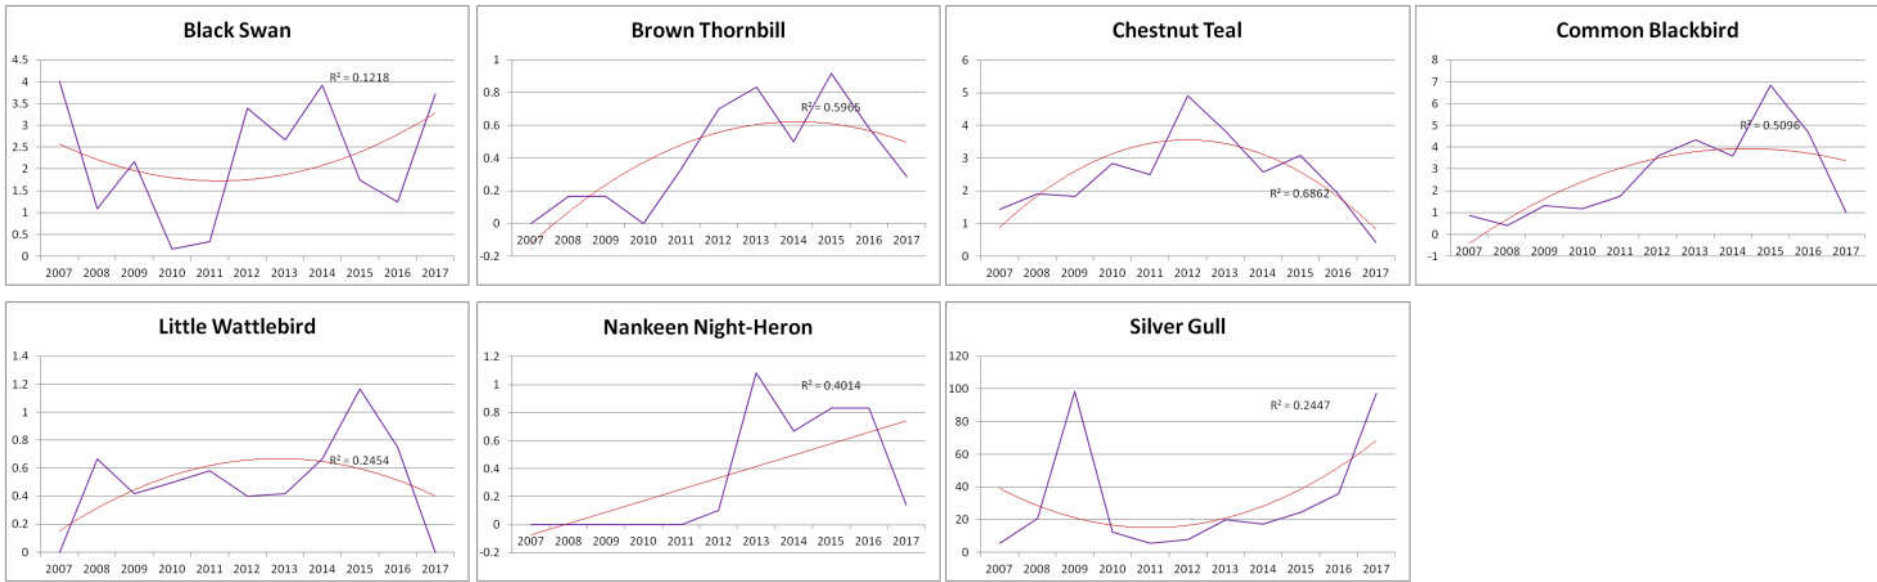 Black Swan
4.5
4
3.5
3
2.5
2
1.5
1
0.5
0
R² = 0.1218
2007 2008 2009 2010 2011 2012 2013 2014 2015 2016 2017
Brown Thornbill
1
0.8
0.6
0.4
0.2
0
-0.2
R² = 0.5965
2007 2008 2009 2010 2011 2012 2013 2014 2015 2016 2017
Chestnut Teal
6
5
4
3
2
1
0
R² = 0.6862
2007 2008 2009 2010 2011 2012 2013 2014 2015 2016 2017
Common Blackbird
8
7
6
5
4
3
2
1
0
-1
R² = 0.5096
2007 2008 2009 2010 2011 2012 2013 2014 2015 2016 2017
Little Wattlebird
1.4
1.2
1
0.8
0.6
0.4
0.2
0
R² = 0.2454
2007 2008 2009 2010 2011 2012 2013 2014 2015 2016 2017
Nankeen Night-Heron
1.2
1
0.8
0.6
0.4
0.2
0
-0.2
R² = 0.4014
2007 2008 2009 2010 2011 2012 2013 2014 2015 2016 2017
Silver Gull
120
100
80
60
40
20
0
R² = 0.2447
2007 2008 2009 2010 2011 2012 2013 2014 2015 2016 2017